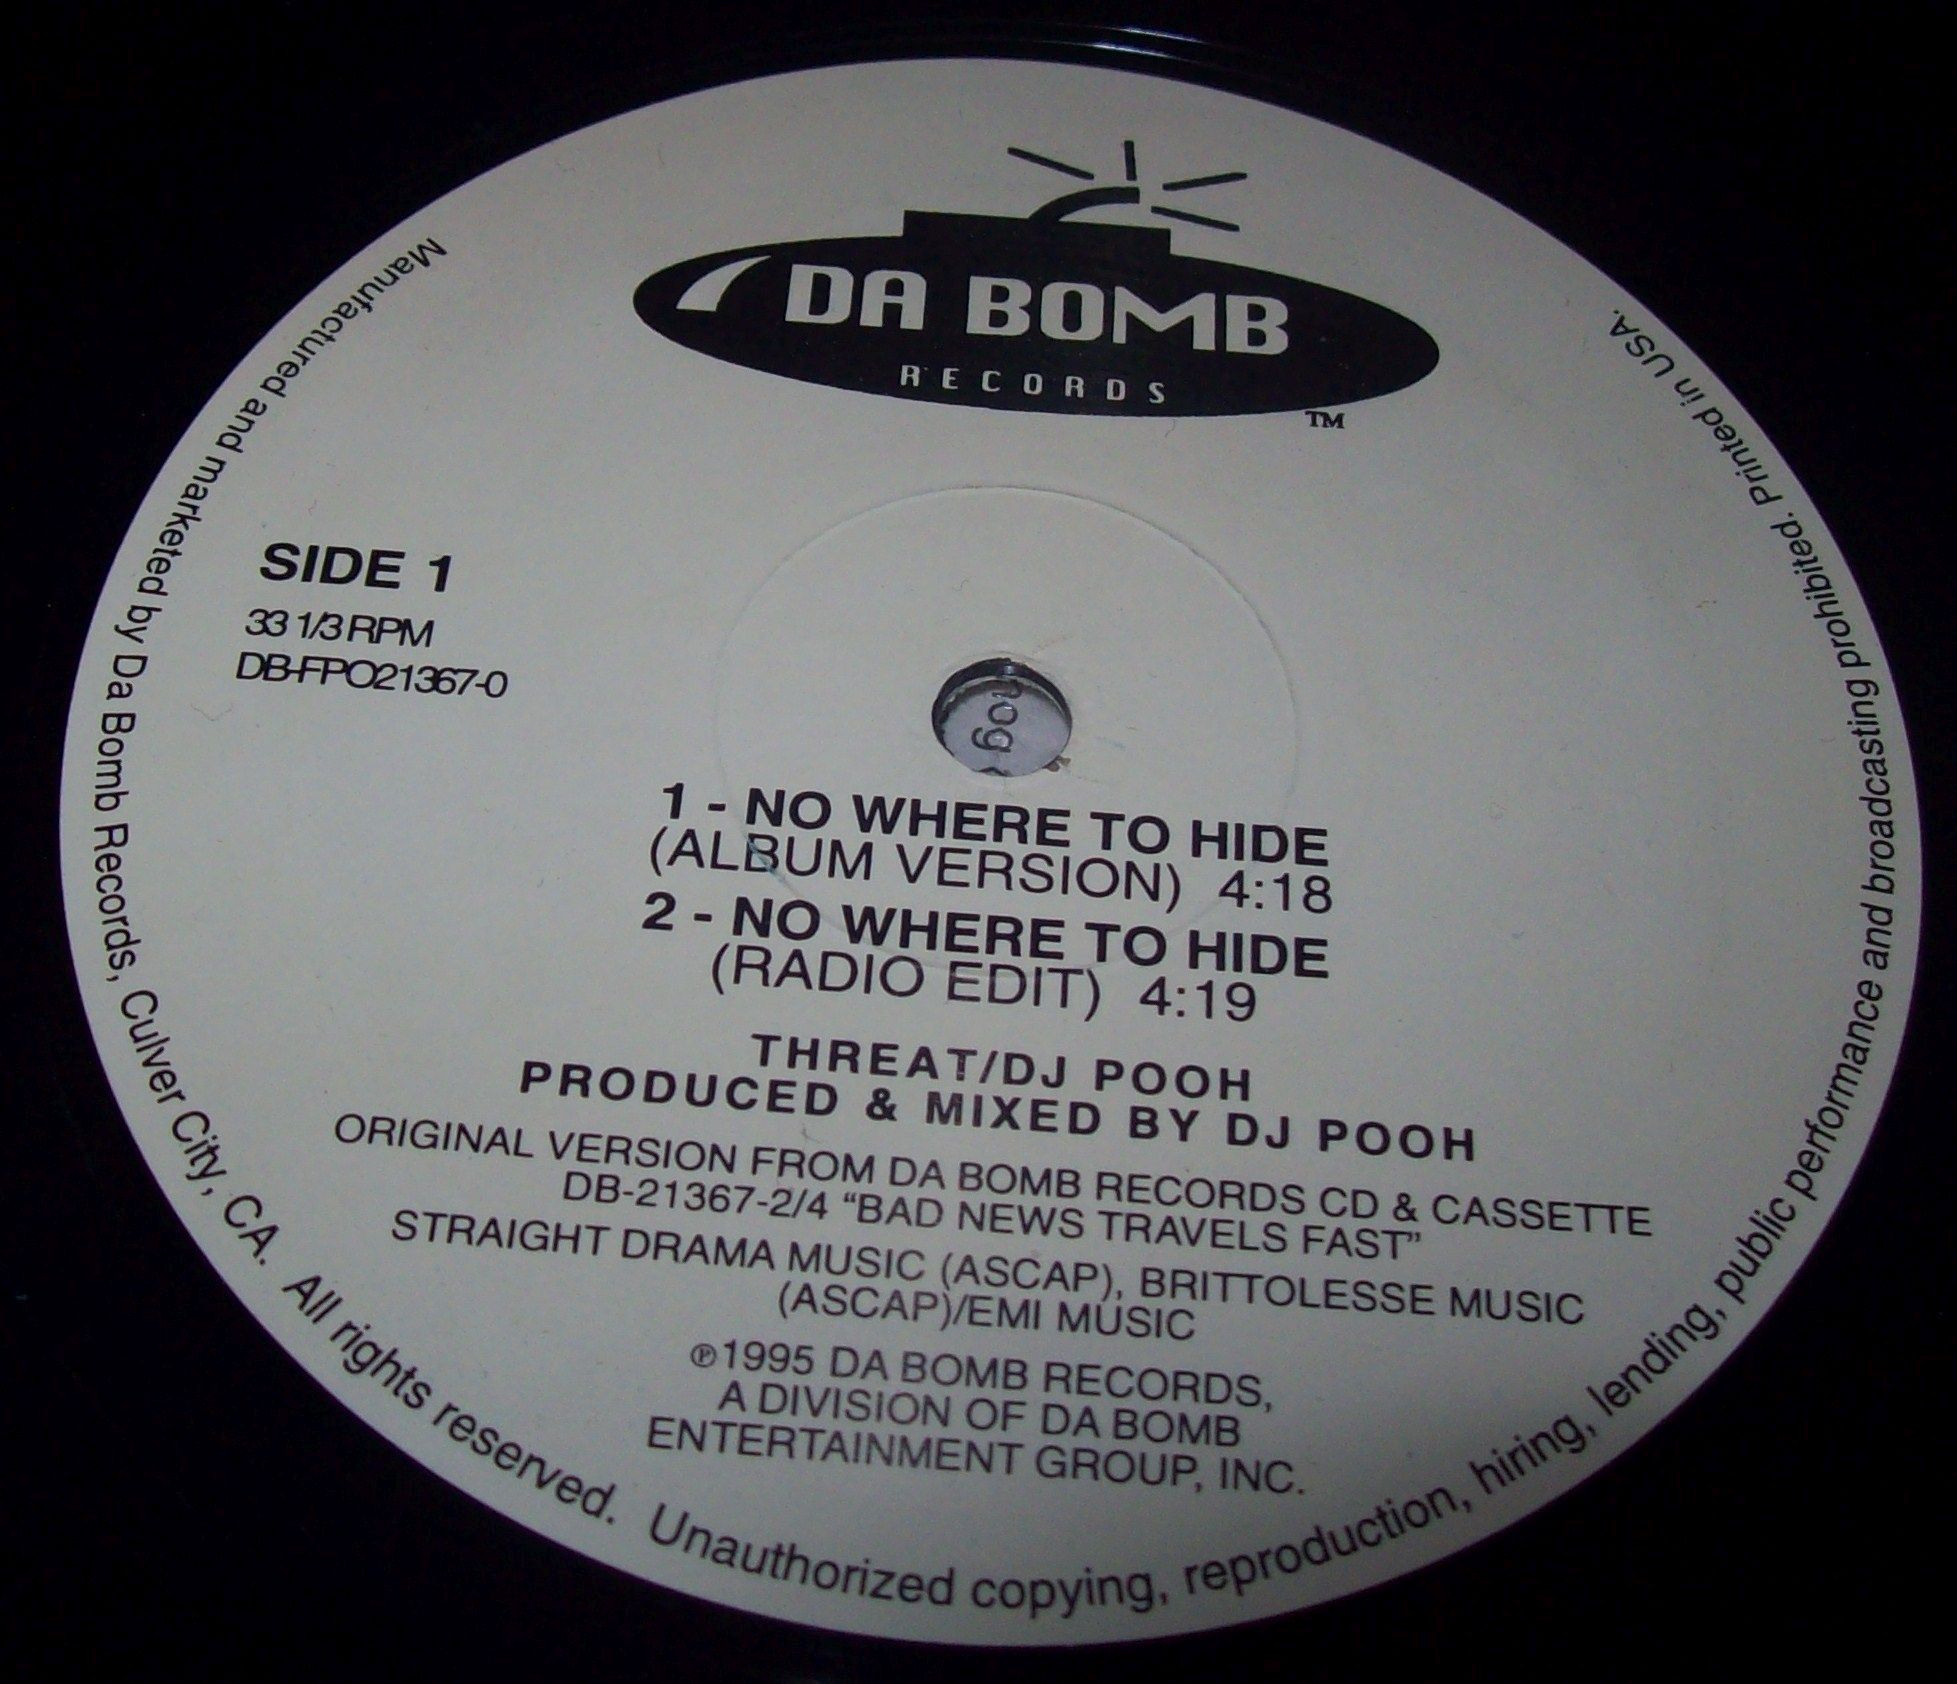 DA BOMB
RECORDS
TM
SIDE 1
33 1/3 RPM
DB-FPO21367-0
1 - NO WHERE TO HIDE
(ALBUM VERSION) 4:18
2 - NO WHERE TO HIDE
(RADIO EDIT) 4:19
THREAT/DJ POOH
PRODUCED & MIXED BY DJ POOH
ORIGINAL VERSION FROM DA BOMB RECORDS CD & CASSETTE
DB-21367-2/4 “BAD NEWS TRAVELS FAST”
STRAIGHT DRAMA MUSIC (ASCAP), BRITTOLESSE MUSIC
(ASCAP)/EMI MUSIC
℗1995 DA BOMB RECORDS,
A DIVISION OF DA BOMB
ENTERTAINMENT GROUP, INC.
Manufactured and marketed by Da Bomb Records, Culver City, CA. All rights reserved. Unauthorized copying, reproduction, hiring, lending, public performance and broadcasting prohibited. Printed in USA.